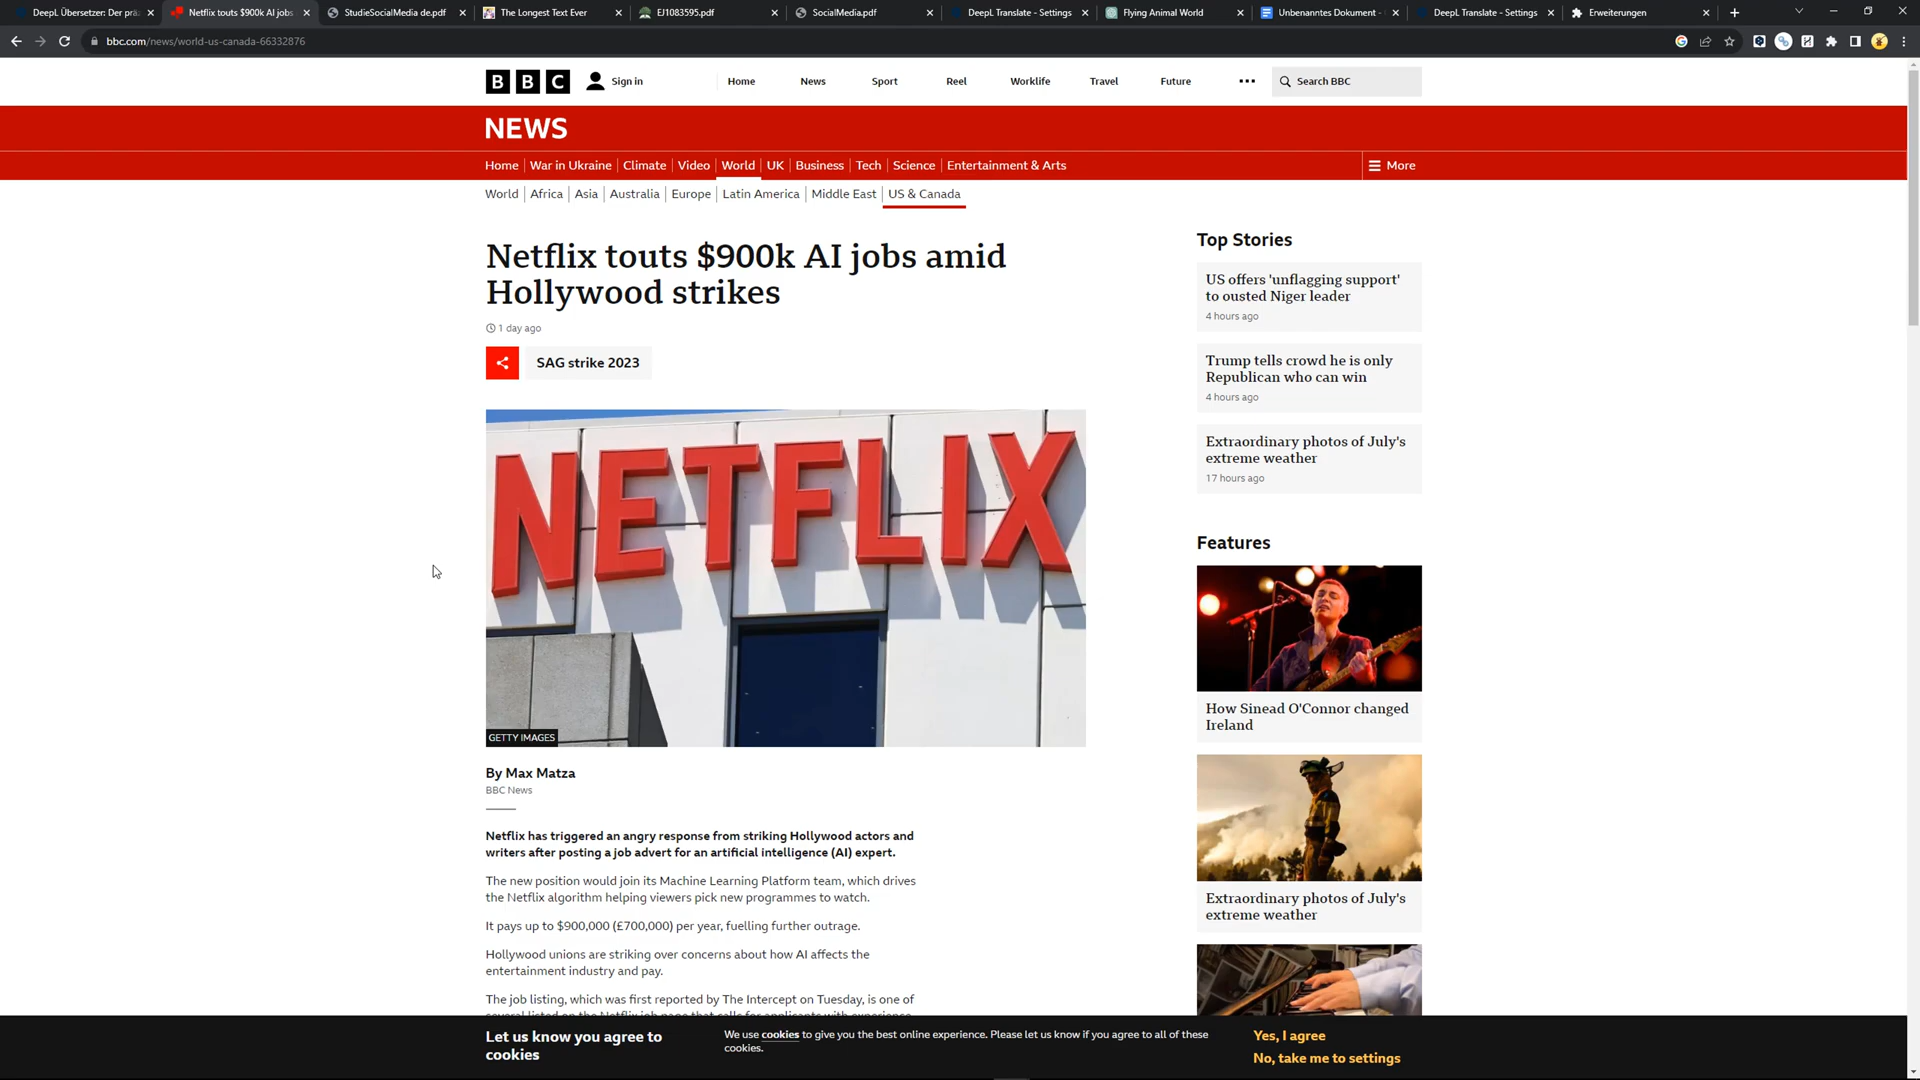 DeepL Übersetzer: Der prä
Netflix touts $900k AI jobs
StudieSocialMedia de.pdf
The Longest Text Ever
EJ1083595.pdf
SocialMedia.pdf
DeepL Translate - Settings
Flying Animal World
Unbenanntes Dokument -
DeepL Translate - Settings
Erweiterungen
bbc.com/news/world-us-canada-66332876
BBC
Sign in
Home
News
Sport
Reel
Worklife
Travel
Future
Search BBC
NEWS
Home
War in Ukraine
Climate
Video
World
UK
Business
Tech
Science
Entertainment & Arts
More
World
Africa
Asia
Australia
Europe
Latin America
Middle East
US & Canada
Netflix touts $900k AI jobs amid
Hollywood strikes
1 day ago
SAG strike 2023
NETFLIX
GETTY IMAGES
By Max Matza
BBC News
Netflix has triggered an angry response from striking Hollywood actors and
writers after posting a job advert for an artificial intelligence (AI) expert.
The new position would join its Machine Learning Platform team, which drives
the Netflix algorithm helping viewers pick new programmes to watch.
It pays up to $900,000 (£700,000) per year, fuelling further outrage.
Hollywood unions are striking over concerns about how AI affects the
entertainment industry and pay.
The job listing, which was first reported by The Intercept on Tuesday, is one of
several listed on the Netflix job page that calls for applicants with experience
Top Stories
US offers 'unflagging support'
to ousted Niger leader
4 hours ago
Trump tells crowd he is only
Republican who can win
4 hours ago
Extraordinary photos of July's
extreme weather
17 hours ago
Features
How Sinead O'Connor changed
Ireland
Extraordinary photos of July's
extreme weather
Let us know you agree to
cookies
We use cookies to give you the best online experience. Please let us know if you agree to all of these
cookies.
Yes, I agree
No, take me to settings